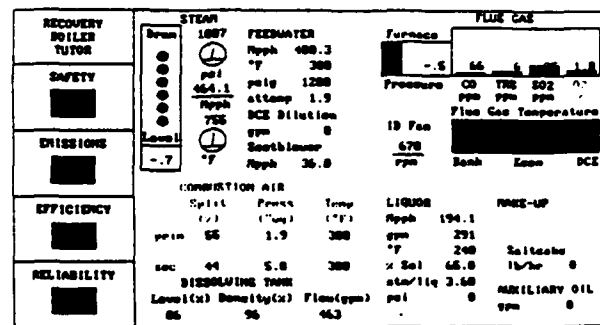 RECOVERY
BOILER
TUTOR
SAFETY
EMISSIONS
EFFICIENCY
RELIABILITY
STEAM
Drum 1087
psi
464.1
Mpph
755
°F
Level
-.7
FEEDWATER
Mpph 400.3
°F 300
psig 1200
attemp 1.9
DCE Dilution
gpm 0
Sootblower
Mpph 36.0
FLUE GAS
Furnace
-.5
Pressure
66 6 1.8
CO TRS SO2 O2
ppm ppm ppm
Flue Gas Temperature
ID Fan
670
rpm
Bank Econ DCE
COMBUSTION AIR
Split Press Temp
(%) ("wg) (°F)
prim 56 1.9 300
sec 44 5.0 300
DISSOLVING TANK
Level(%) Density(%) Flow(gpm)
86 96 463
LIQUOR
Mpph 194.1
gpm 291
°F 240
% Sol 65.0
stm/liq 3.60
psi 0
MAKE-UP
Saltcake
lb/hr 0
AUXILIARY OIL
gpm 0